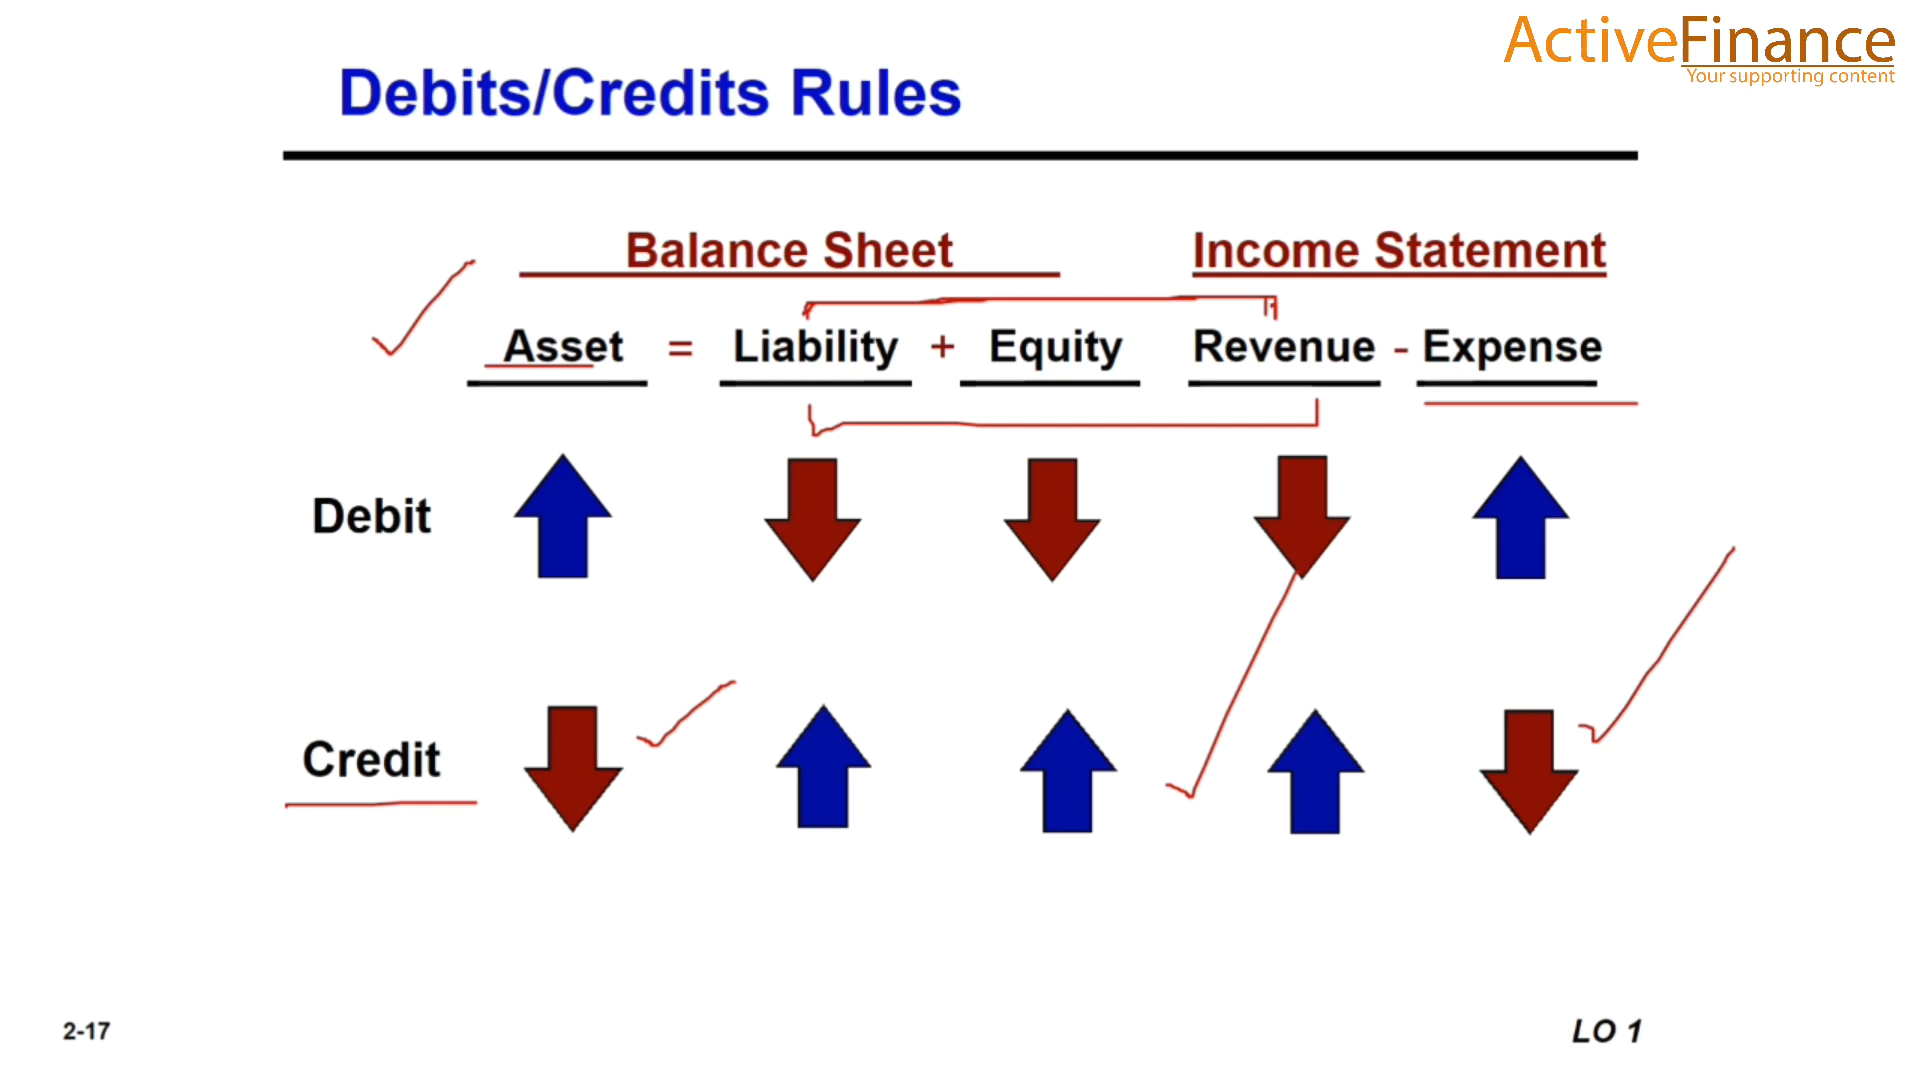 ActiveFinance
Your supporting content
Debits/Credits Rules
Balance Sheet Income Statement
Asset = Liability + Equity Revenue - Expense
Debit
Credit
2-17 LO 1